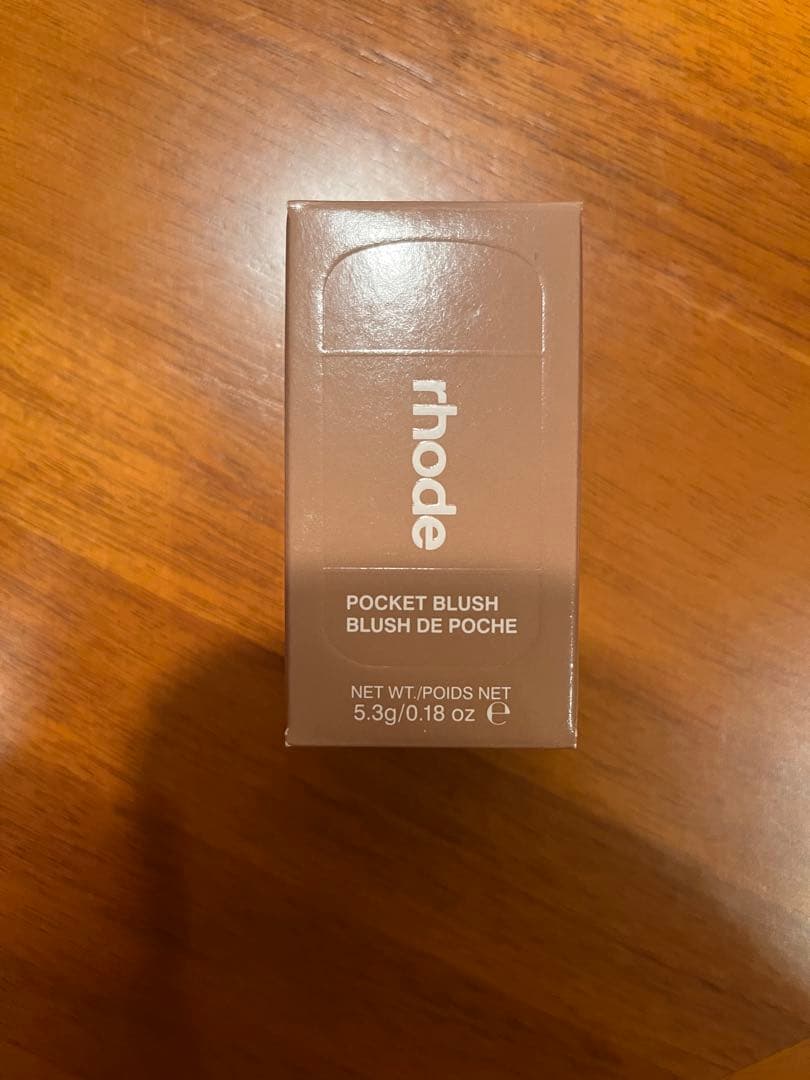 rhode
POCKET BLUSH
BLUSH DE POCHE
NET WT./POIDS NET
5.3g/0.18 oz ℮